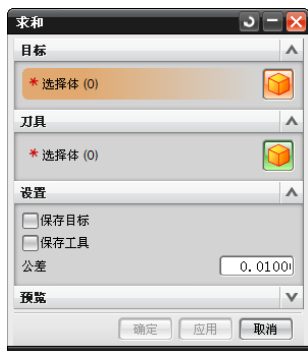 求和
目标
* 选择体 (0)
刀具
* 选择体 (0)
设置
保存目标
保存工具
公差 0.0100
预览
确定 应用 取消